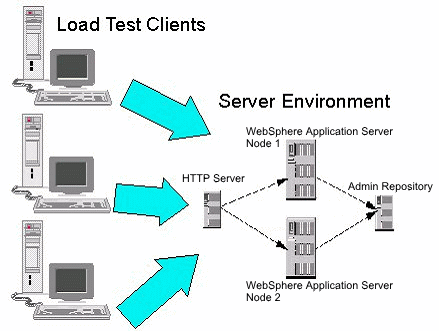 Load Test Clients
Server Environment
WebSphere Application Server
Node 1
HTTP Server
Admin Repository
WebSphere Application Server
Node 2